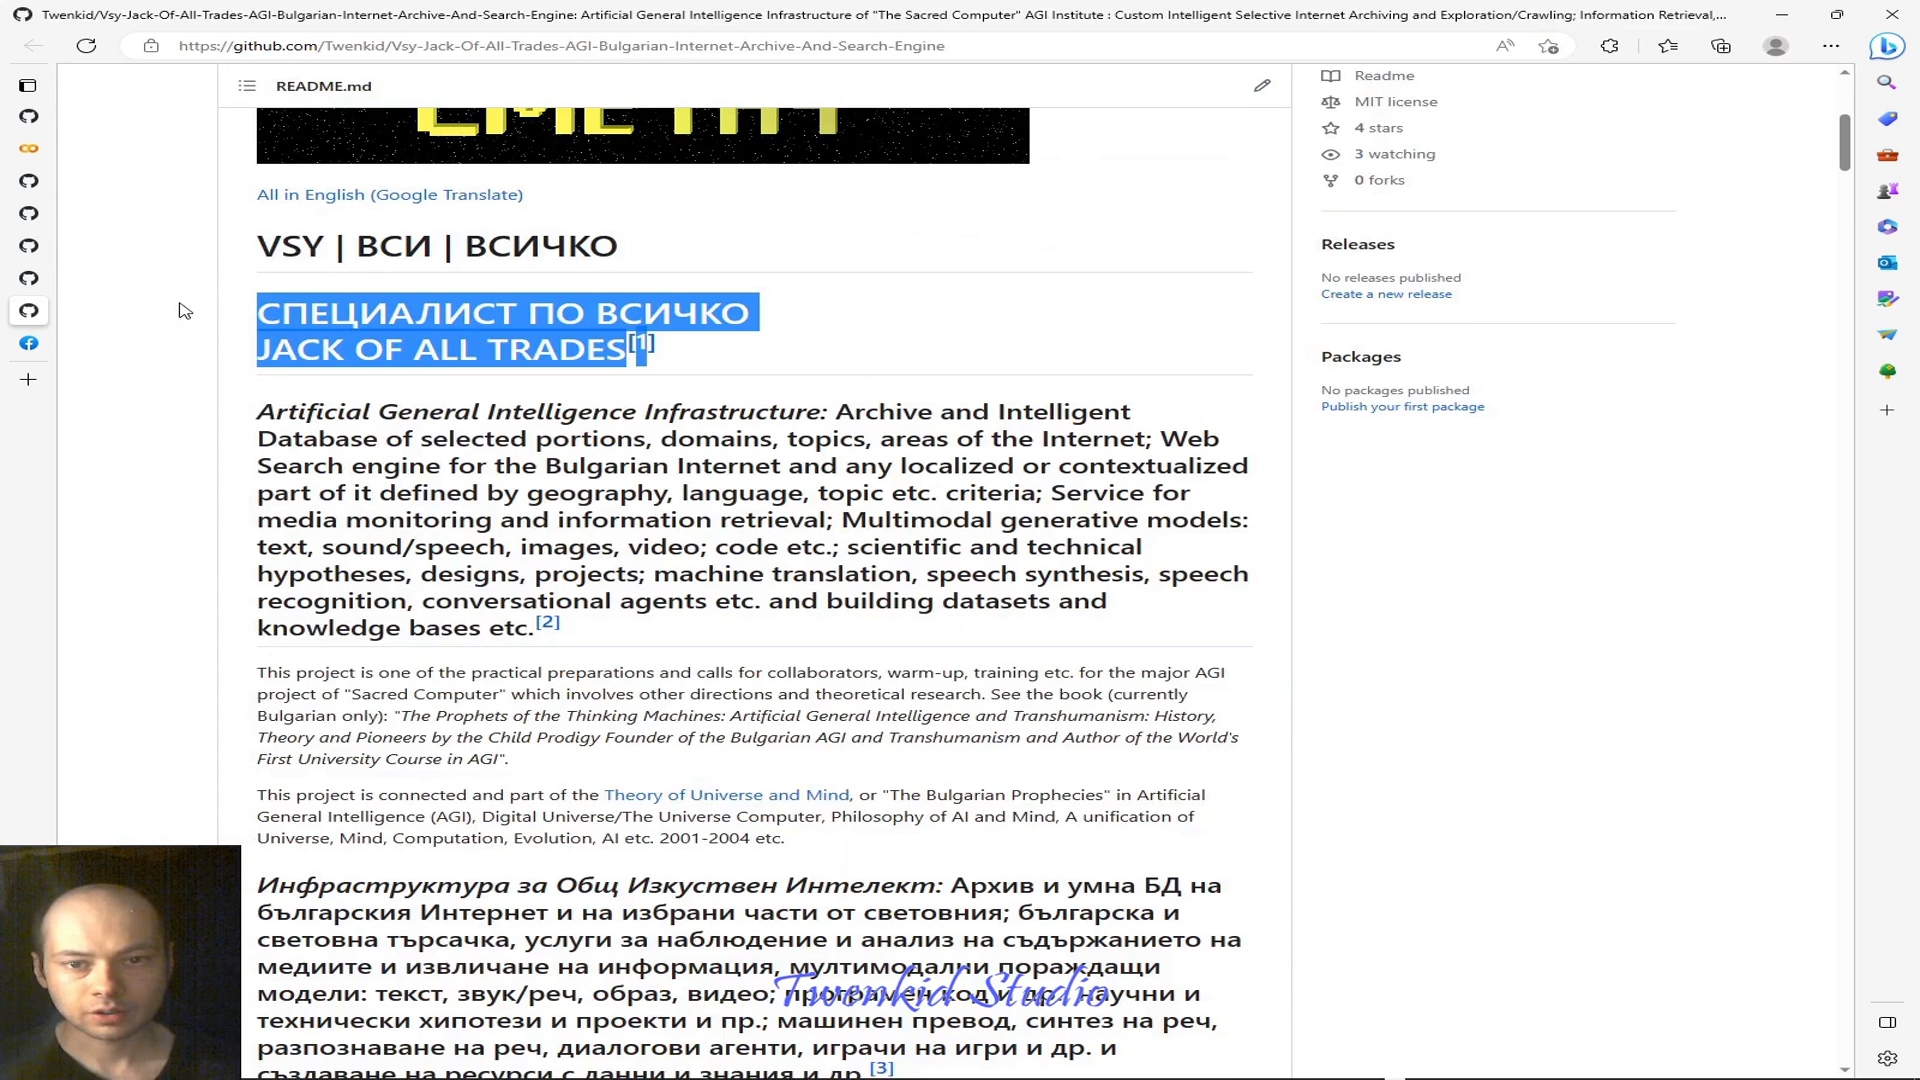 Twenkid/Vsy-Jack-Of-All-Trades-AGI-Bulgarian-Internet-Archive-And-Search-Engine: Artificial General Intelligence Infrastructure of "The Sacred Computer" AGI Institute : Custom Intelligent Selective Internet Archiving and Exploration/Crawling; Information Retrieval,...
https://github.com/Twenkid/Vsy-Jack-Of-All-Trades-AGI-Bulgarian-Internet-Archive-And-Search-Engine
README.md
All in English (Google Translate)
VSY | ВСИ | ВСИЧКО
СПЕЦИАЛИСТ ПО ВСИЧКО
JACK OF ALL TRADES[1]
Artificial General Intelligence Infrastructure: Archive and Intelligent
Database of selected portions, domains, topics, areas of the Internet; Web
Search engine for the Bulgarian Internet and any localized or contextualized
part of it defined by geography, language, topic etc. criteria; Service for
media monitoring and information retrieval; Multimodal generative models:
text, sound/speech, images, video; code etc.; scientific and technical
hypotheses, designs, projects; machine translation, speech synthesis, speech
recognition, conversational agents etc. and building datasets and
knowledge bases etc.[2]
This project is one of the practical preparations and calls for collaborators, warm-up, training etc. for the major AGI
project of "Sacred Computer" which involves other directions and theoretical research. See the book (currently
Bulgarian only): "The Prophets of the Thinking Machines: Artificial General Intelligence and Transhumanism: History,
Theory and Pioneers by the Child Prodigy Founder of the Bulgarian AGI and Transhumanism and Author of the World's
First University Course in AGI".
This project is connected and part of the Theory of Universe and Mind, or "The Bulgarian Prophecies" in Artificial
General Intelligence (AGI), Digital Universe/The Universe Computer, Philosophy of AI and Mind, A unification of
Universe, Mind, Computation, Evolution, AI etc. 2001-2004 etc.
Инфраструктура за Общ Изкуствен Интелект: Архив и умна БД на
българския Интернет и на избрани части от световния; българска и
световна търсачка, услуги за наблюдение и анализ на съдържанието на
медиите и извличане на информация, мултимодални пораждащи
модели: текст, звук/реч, образ, видео; програмен код и др. научни и
технически хипотези и проекти и пр.; машинен превод, синтез на реч,
разпознаване на реч, диалогови агенти, играчи на игри и др. и
създаване на ресурси с данни и знания и др.[3]
Twenkid Studio
Readme
MIT license
4 stars
3 watching
0 forks
Releases
No releases published
Create a new release
Packages
No packages published
Publish your first package